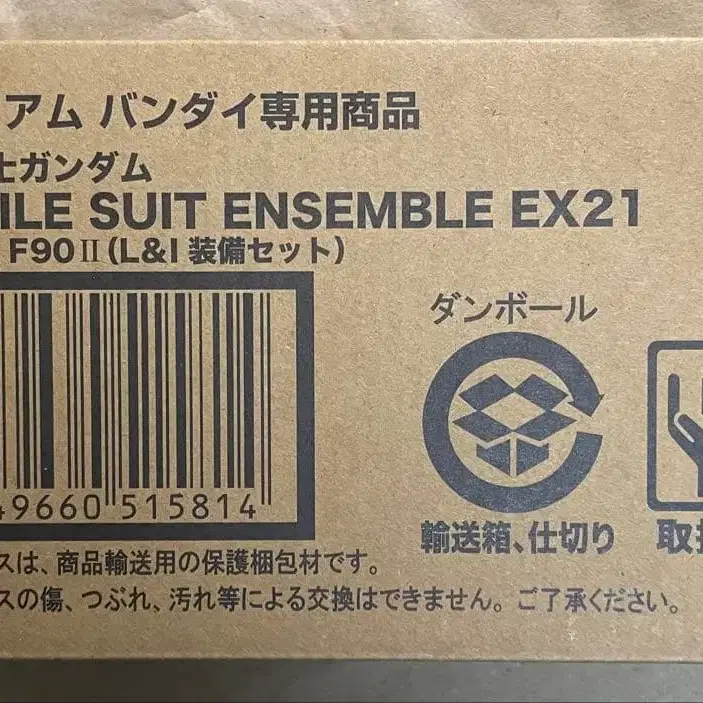 アム バンダイ専用商品
士ガンダム
ILE SUIT ENSEMBLE EX21
F90Ⅱ(L&I 装備セット)
ダンボール
49660 515814
輸送箱、仕切り
取扱
スは、商品輸送用の保護梱包材です。
スの傷、つぶれ、汚れ等による交換はできません。ご了承ください。